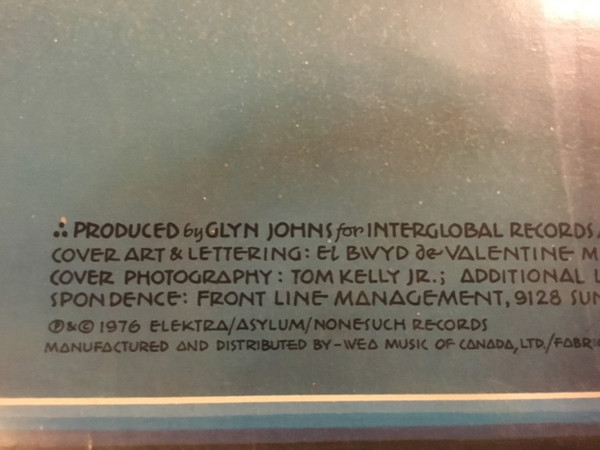 ∴ PRODUCED by GLYN JOHNS for INTERGLOBAL RECORDS
COVER ART & LETTERING: El BWYD de VALENTINE M
COVER PHOTOGRAPHY: TOM KELLY JR.; ADDITIONAL L
SPONDENCE: FRONT LINE MANAGEMENT, 9128 SUN
℗&© 1976 ELEKTRA/ASYLUM/NONESUCH RECORDS
MANUFACTURED AND DISTRIBUTED BY-WEA MUSIC OF CANADA, LTD./FABRI